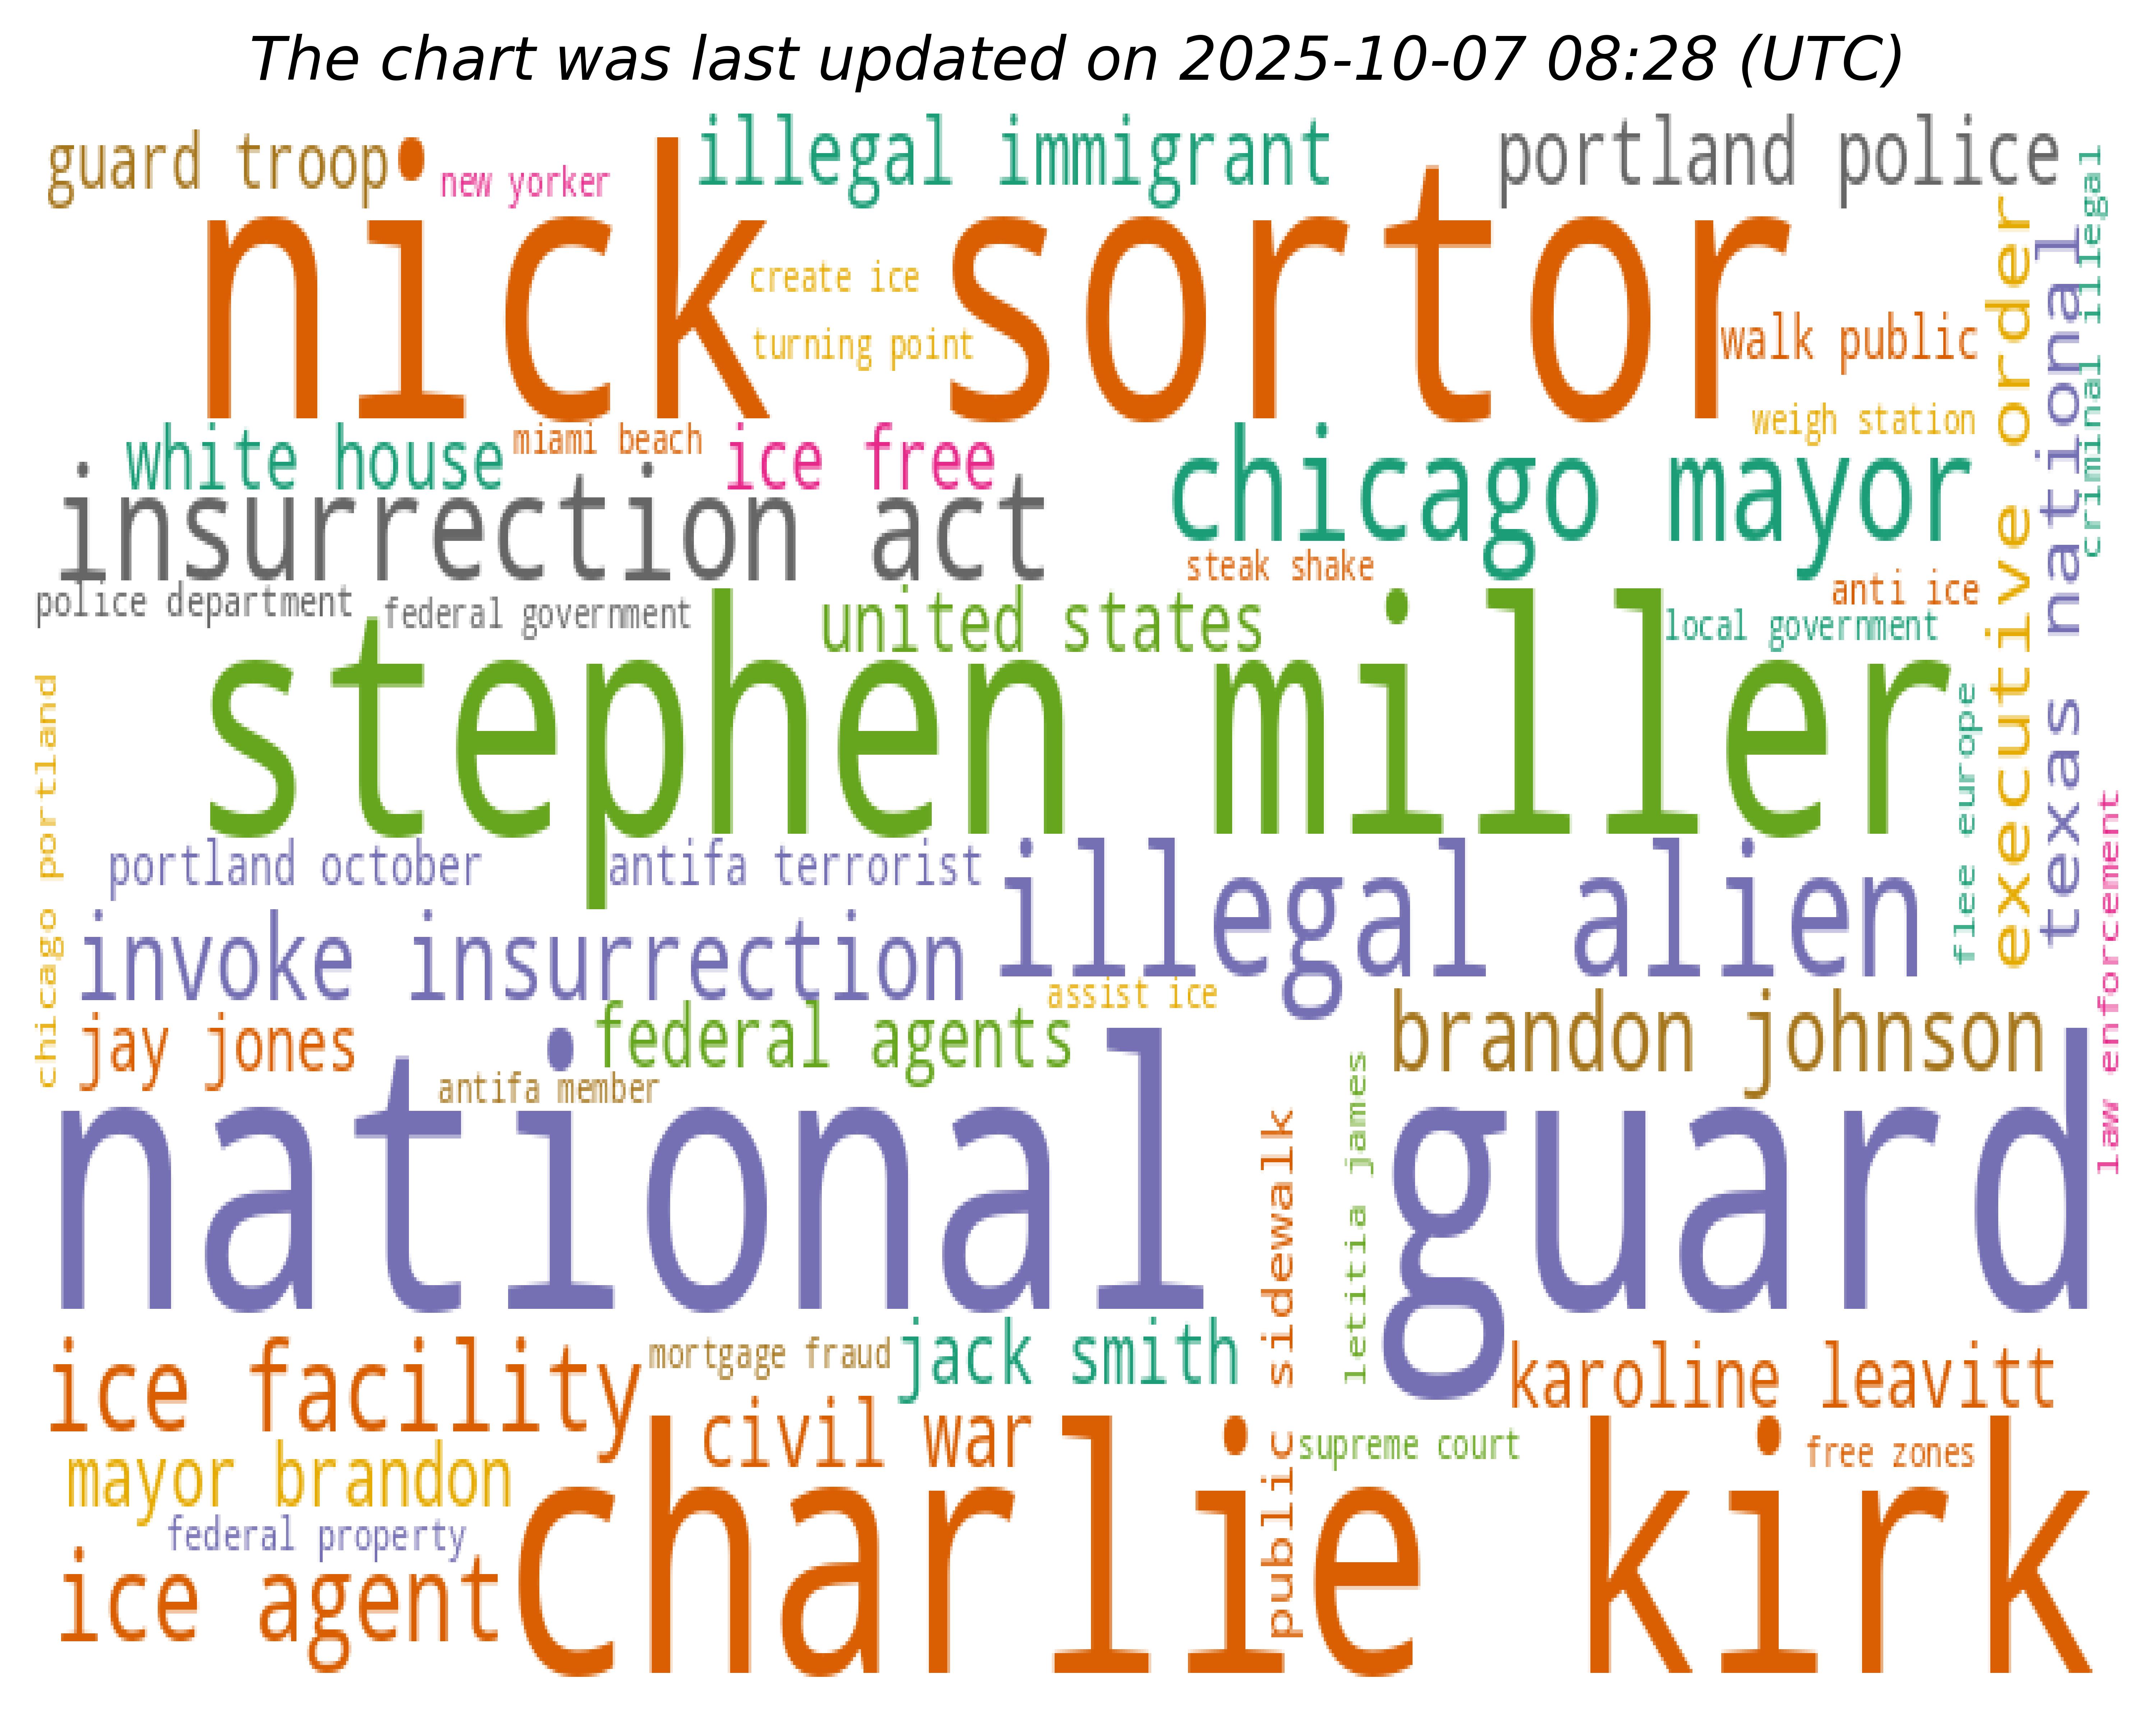 The chart was last updated on 2025-10-07 08:28 (UTC)
guard troop
new yorker
illegal immigrant
portland police
criminal illegal
nick sortor
create ice
turning point
walk public
weigh station
executive order
texas national
white house
miami beach
ice free
chicago mayor
insurrection act
steak shake
anti ice
police department
federal government
united states
local government
stephen miller
chicago portland
flee europe
law enforcement
portland october
antifa terrorist
illegal alien
invoke insurrection
assist ice
jay jones
federal agents
brandon johnson
antifa member
national guard
public sidewalk
letitia james
ice facility
mortgage fraud
jack smith
karoline leavitt
civil war
supreme court
free zones
mayor brandon
charlie kirk
federal property
ice agent